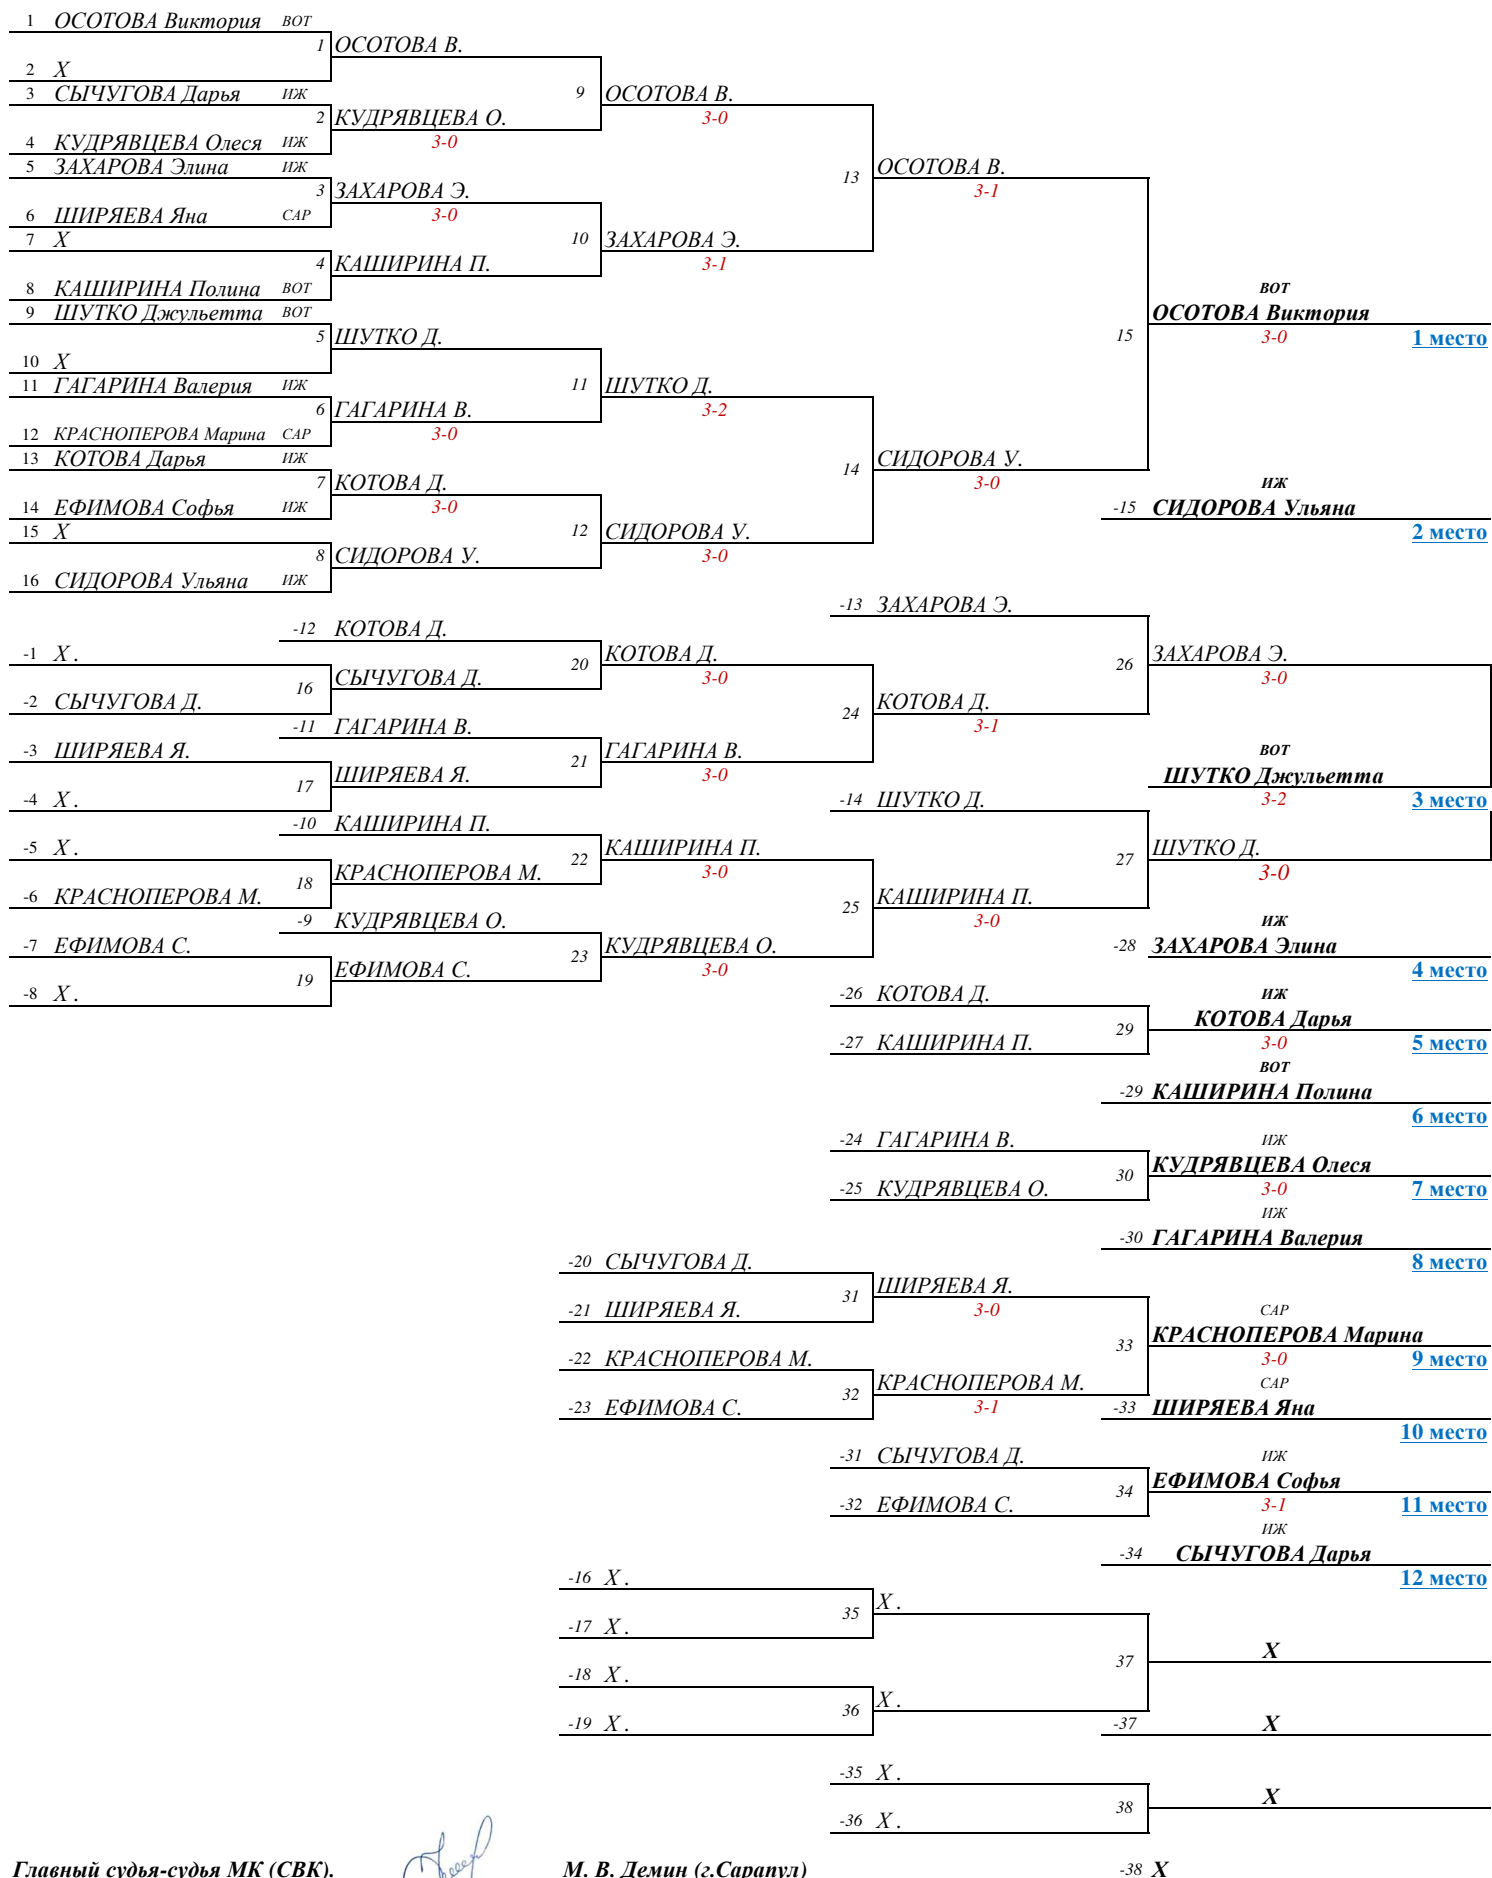 1 ОСОТОВА Виктория ВОТ
1 ОСОТОВА В.
2 X
3 СЫЧУГОВА Дарья ИЖ 9 ОСОТОВА В.
2 КУДРЯВЦЕВА О. 3-0
4 КУДРЯВЦЕВА Олеся ИЖ 3-0
5 ЗАХАРОВА Элина ИЖ 13 ОСОТОВА В.
3 ЗАХАРОВА Э. 3-1
6 ШИРЯЕВА Яна САР 3-0
7 X 10 ЗАХАРОВА Э.
4 КАШИРИНА П. 3-1
8 КАШИРИНА Полина ВОТ ВОТ
9 ШУТКО Джульетта ВОТ ОСОТОВА Виктория
5 ШУТКО Д. 15 3-0 1 место
10 X
11 ГАГАРИНА Валерия ИЖ 11 ШУТКО Д.
6 ГАГАРИНА В. 3-2
12 КРАСНОПЕРОВА Марина САР 3-0
13 КОТОВА Дарья ИЖ 14 СИДОРОВА У.
7 КОТОВА Д. 3-0 ИЖ
14 ЕФИМОВА Софья ИЖ 3-0 -15 СИДОРОВА Ульяна
15 X 12 СИДОРОВА У. 2 место
8 СИДОРОВА У. 3-0
16 СИДОРОВА Ульяна ИЖ
-13 ЗАХАРОВА Э.
-12 КОТОВА Д.
-1 X . 20 КОТОВА Д. 26 ЗАХАРОВА Э.
16 СЫЧУГОВА Д. 3-0 3-0
-2 СЫЧУГОВА Д. 24 КОТОВА Д.
-11 ГАГАРИНА В. 3-1
-3 ШИРЯЕВА Я. 21 ГАГАРИНА В. ВОТ
17 ШИРЯЕВА Я. 3-0 ШУТКО Джульетта
-4 X . -14 ШУТКО Д. 3-2 3 место
-10 КАШИРИНА П.
-5 X . 22 КАШИРИНА П. 27 ШУТКО Д.
18 КРАСНОПЕРОВА М. 3-0 3-0
-6 КРАСНОПЕРОВА М. 25 КАШИРИНА П.
-9 КУДРЯВЦЕВА О. 3-0 ИЖ
-7 ЕФИМОВА С. 23 КУДРЯВЦЕВА О. -28 ЗАХАРОВА Элина
19 ЕФИМОВА С. 3-0 4 место
-8 X . -26 КОТОВА Д. ИЖ
29 КОТОВА Дарья
-27 КАШИРИНА П. 3-0 5 место
ВОТ
-29 КАШИРИНА Полина
6 место
-24 ГАГАРИНА В. ИЖ
30 КУДРЯВЦЕВА Олеся
-25 КУДРЯВЦЕВА О. 3-0 7 место
ИЖ
-30 ГАГАРИНА Валерия
-20 СЫЧУГОВА Д. 8 место
31 ШИРЯЕВА Я.
-21 ШИРЯЕВА Я. 3-0 САР
33 КРАСНОПЕРОВА Марина
-22 КРАСНОПЕРОВА М. 3-0 9 место
32 КРАСНОПЕРОВА М. САР
-23 ЕФИМОВА С. 3-1 -33 ШИРЯЕВА Яна
10 место
-31 СЫЧУГОВА Д. ИЖ
34 ЕФИМОВА Софья
-32 ЕФИМОВА С. 3-1 11 место
ИЖ
-34 СЫЧУГОВА Дарья
-16 X . 12 место
35 X .
-17 X .
37 X
-18 X .
36 X .
-19 X . -37 X
-35 X .
38 X
-36 X .
Главный судья-судья МК (СВК). М. В. Демин (г.Сарапул) -38 X